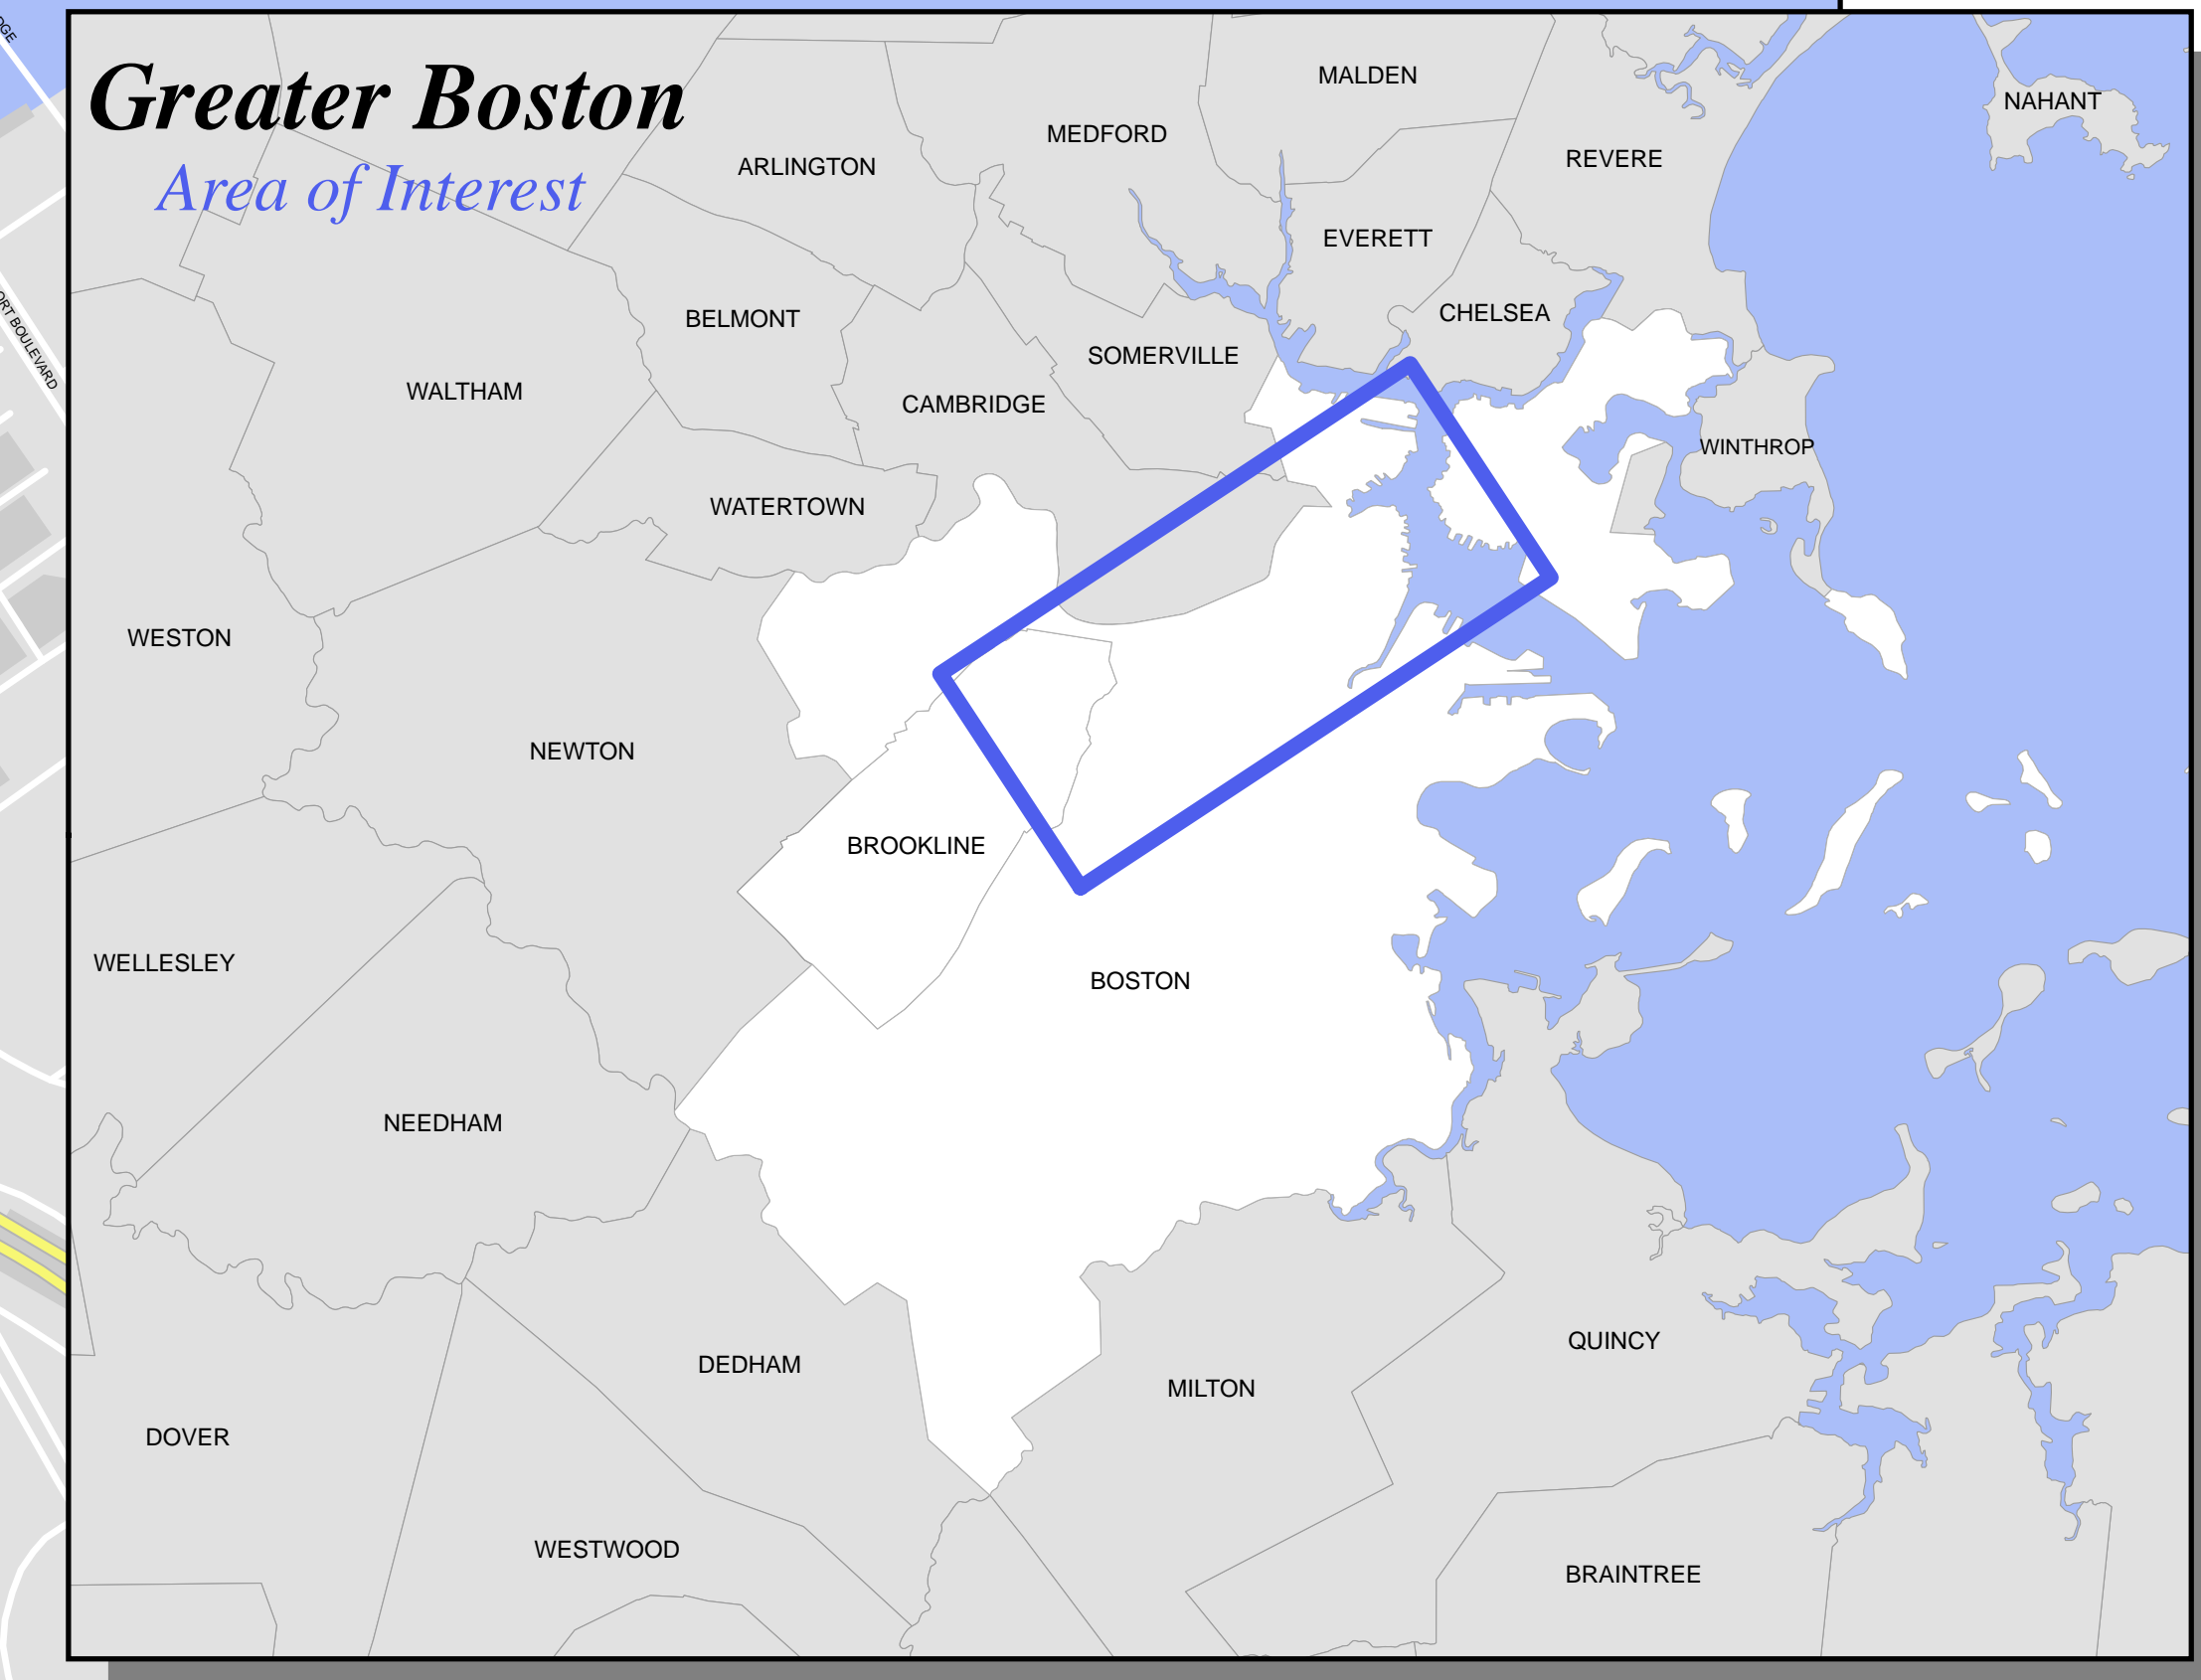 Greater Boston
Area of Interest
MALDEN
NAHANT
MEDFORD
REVERE
ARLINGTON
EVERETT
CHELSEA
BELMONT
SOMERVILLE
WALTHAM
CAMBRIDGE
WINTHROP
WATERTOWN
WESTON
NEWTON
BROOKLINE
WELLESLEY
BOSTON
NEEDHAM
QUINCY
DEDHAM
MILTON
DOVER
WESTWOOD
BRAINTREE
BOULEVARD